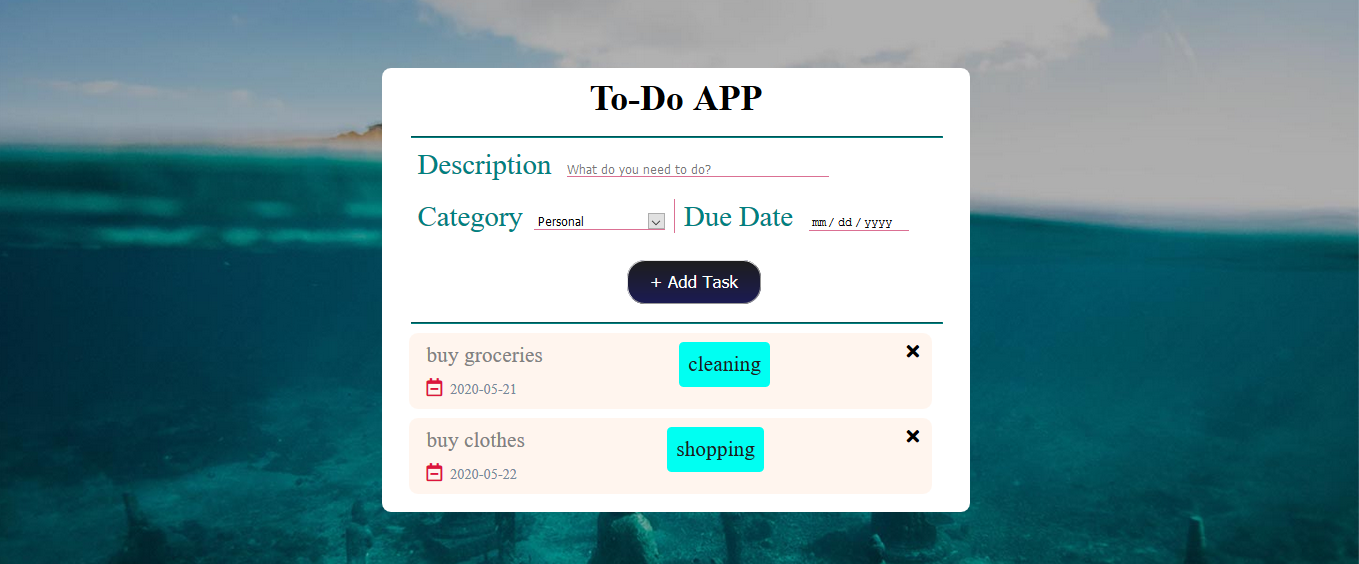 To-Do APP
Description What do you need to do?
Category Personal Due Date mm / dd / yyyy
+ Add Task
buy groceries cleaning
2020-05-21
buy clothes shopping
2020-05-22